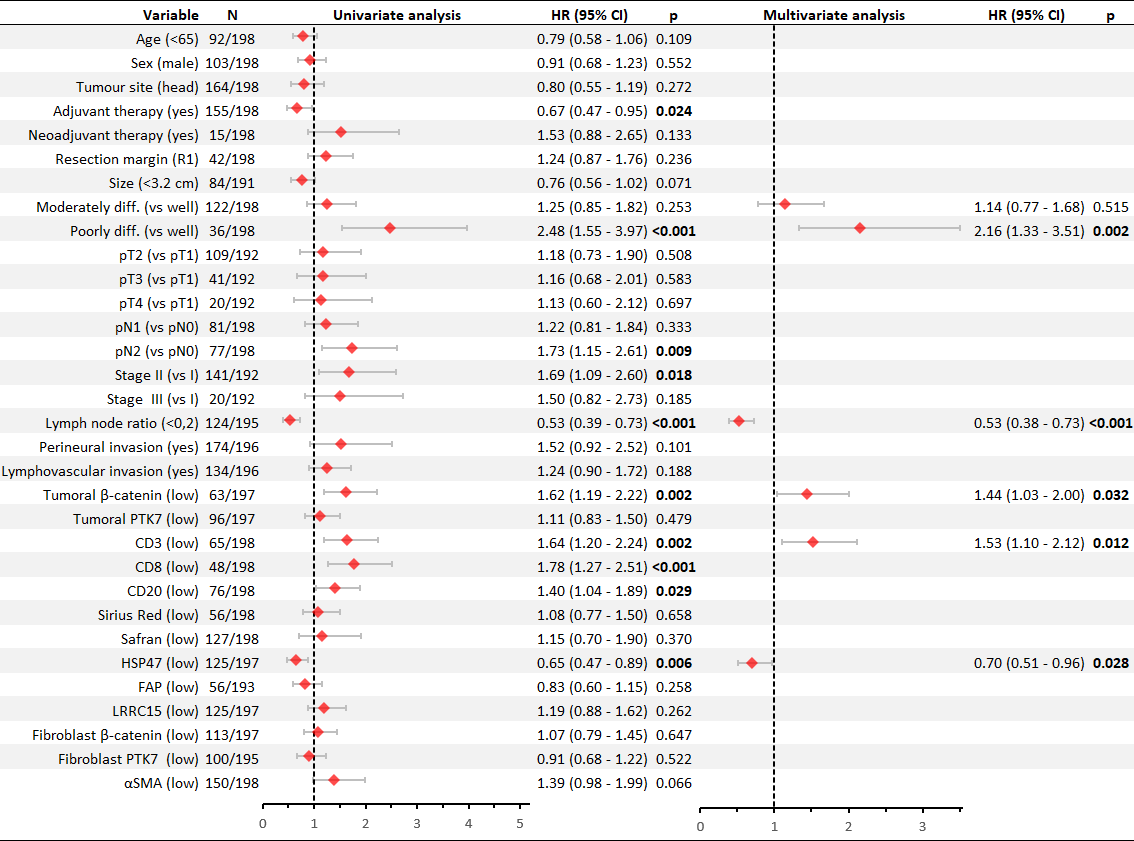 Variable N Univariate analysis HR (95% CI) p Multivariate analysis HR (95% CI) p
Age (<65) 92/198 0.79 (0.58 - 1.06) 0.109
Sex (male) 103/198 0.91 (0.68 - 1.23) 0.552
Tumour site (head) 164/198 0.80 (0.55 - 1.19) 0.272
Adjuvant therapy (yes) 155/198 0.67 (0.47 - 0.95) 0.024
Neoadjuvant therapy (yes) 15/198 1.53 (0.88 - 2.65) 0.133
Resection margin (R1) 42/198 1.24 (0.87 - 1.76) 0.236
Size (<3.2 cm) 84/191 0.76 (0.56 - 1.02) 0.071
Moderately diff. (vs well) 122/198 1.25 (0.85 - 1.82) 0.253 1.14 (0.77 - 1.68) 0.515
Poorly diff. (vs well) 36/198 2.48 (1.55 - 3.97) <0.001 2.16 (1.33 - 3.51) 0.002
pT2 (vs pT1) 109/192 1.18 (0.73 - 1.90) 0.508
pT3 (vs pT1) 41/192 1.16 (0.68 - 2.01) 0.583
pT4 (vs pT1) 20/192 1.13 (0.60 - 2.12) 0.697
pN1 (vs pN0) 81/198 1.22 (0.81 - 1.84) 0.333
pN2 (vs pN0) 77/198 1.73 (1.15 - 2.61) 0.009
Stage II (vs I) 141/192 1.69 (1.09 - 2.60) 0.018
Stage III (vs I) 20/192 1.50 (0.82 - 2.73) 0.185
Lymph node ratio (<0,2) 124/195 0.53 (0.39 - 0.73) <0.001 0.53 (0.38 - 0.73) <0.001
Perineural invasion (yes) 174/196 1.52 (0.92 - 2.52) 0.101
Lymphovascular invasion (yes) 134/196 1.24 (0.90 - 1.72) 0.188
Tumoral β-catenin (low) 63/197 1.62 (1.19 - 2.22) 0.002 1.44 (1.03 - 2.00) 0.032
Tumoral PTK7 (low) 96/197 1.11 (0.83 - 1.50) 0.479
CD3 (low) 65/198 1.64 (1.20 - 2.24) 0.002 1.53 (1.10 - 2.12) 0.012
CD8 (low) 48/198 1.78 (1.27 - 2.51) <0.001
CD20 (low) 76/198 1.40 (1.04 - 1.89) 0.029
Sirius Red (low) 56/198 1.08 (0.77 - 1.50) 0.658
Safran (low) 127/198 1.15 (0.70 - 1.90) 0.370
HSP47 (low) 125/197 0.65 (0.47 - 0.89) 0.006 0.70 (0.51 - 0.96) 0.028
FAP (low) 56/193 0.83 (0.60 - 1.15) 0.258
LRRC15 (low) 125/197 1.19 (0.88 - 1.62) 0.262
Fibroblast β-catenin (low) 113/197 1.07 (0.79 - 1.45) 0.647
Fibroblast PTK7 (low) 100/195 0.91 (0.68 - 1.22) 0.522
αSMA (low) 150/198 1.39 (0.98 - 1.99) 0.066
0 1 2 3 4 5 0 1 2 3